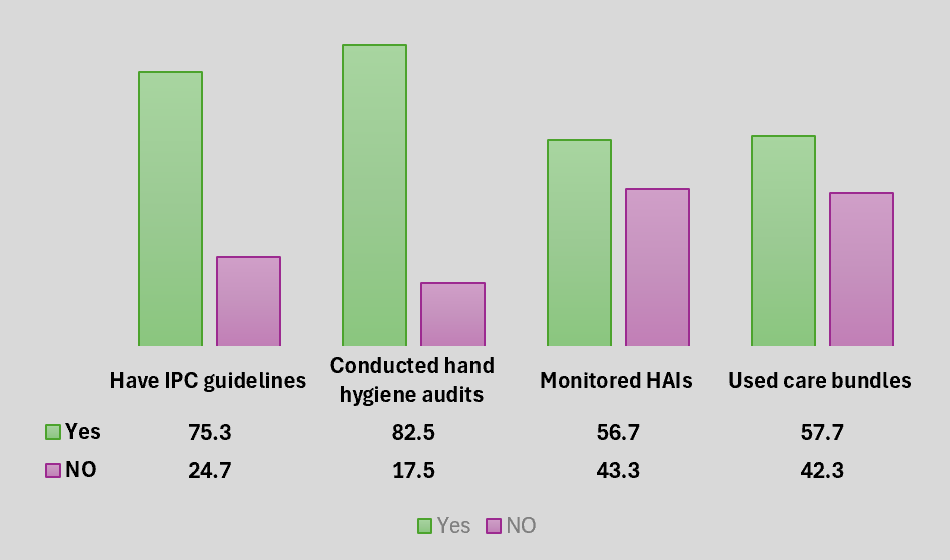 Have IPC guidelines
Conducted hand
hygiene audits
Monitored HAIs
Used care bundles
Yes 75.3 82.5 56.7 57.7
NO 24.7 17.5 43.3 42.3
Yes NO